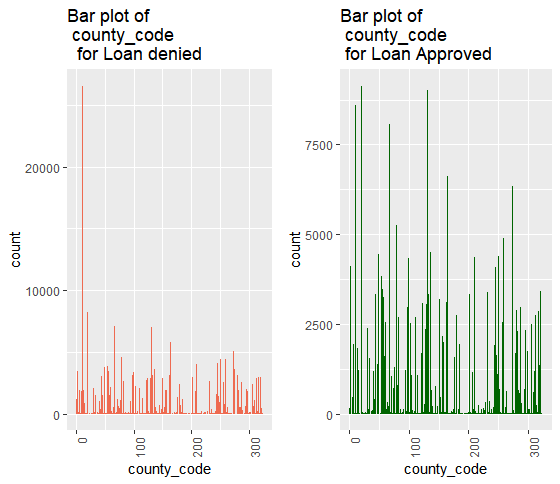 Bar plot of
county_code
for Loan denied
20000
10000
0
count
0
100
200
300
county_code
Bar plot of
county_code
for Loan Approved
7500
5000
2500
0
count
0
100
200
300
county_code